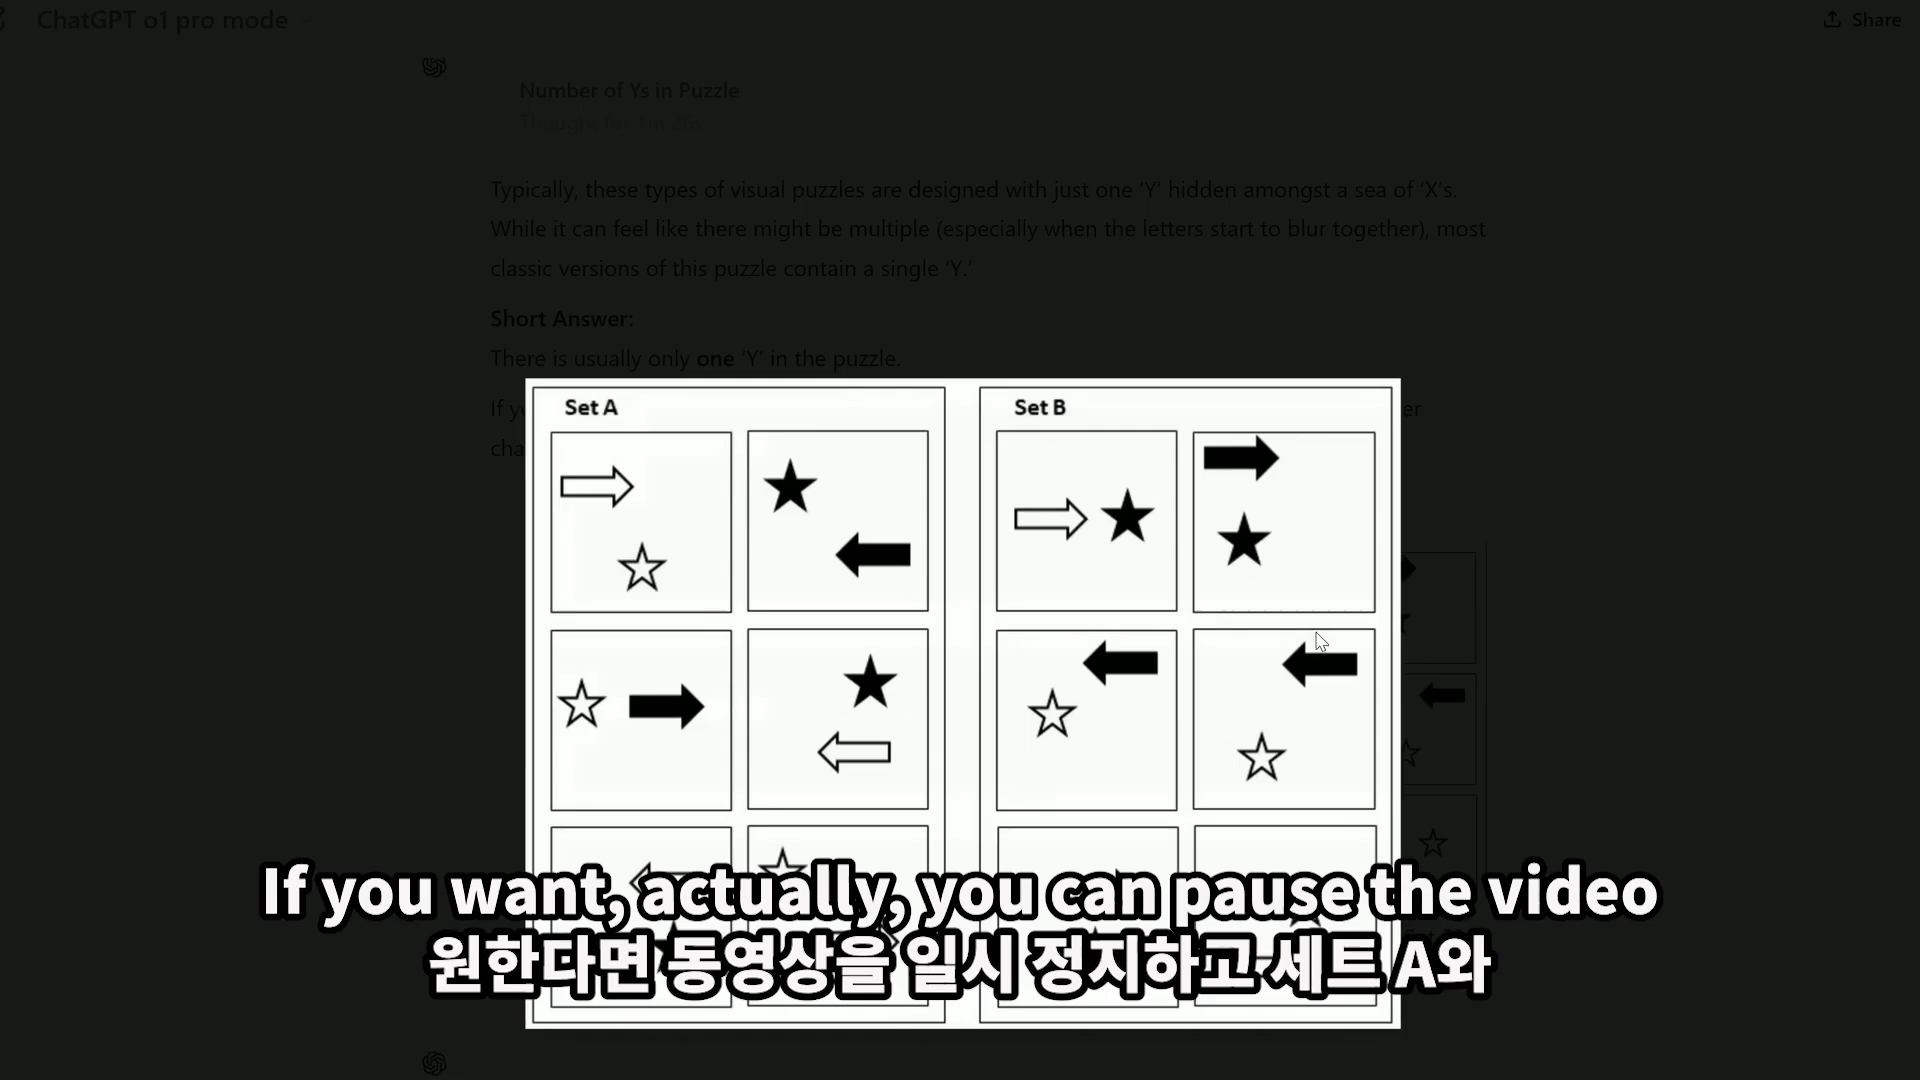 ChatGPT o1 pro mode
Share
Number of Ys in Puzzle
Typically, these types of visual puzzles are designed with just one ‘Y’ hidden amongst a sea of ‘X’s.
While it can feel like there might be multiple (especially when the letters start to blur together), most
classic versions of this puzzle contain a single ‘Y.’
Short Answer:
There is usually only one ‘Y’ in the puzzle.
Set A
Set B
If you want, actually, you can pause the video
원한다면 동영상을 일시 정지하고 세트 A와